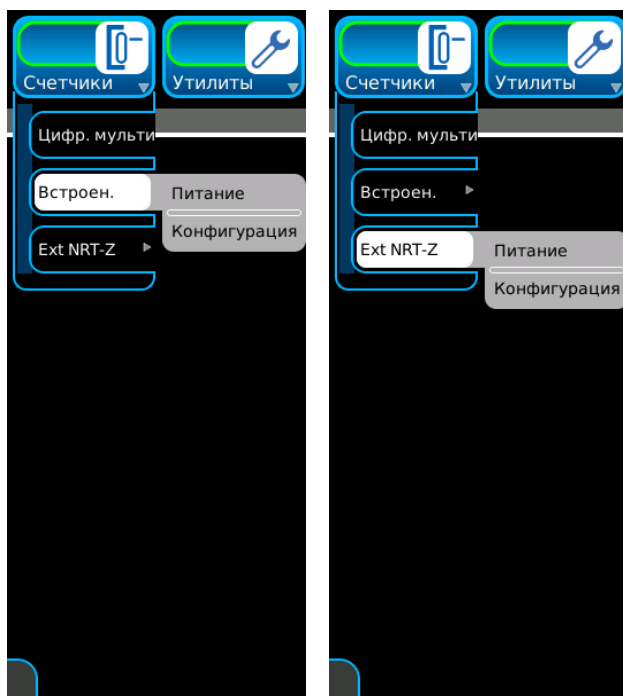 Счетчики
Утилиты
Цифр. мульти
Встроен.
Питание
Конфигурация
Ext NRT-Z
Счетчики
Утилиты
Цифр. мульти
Встроен.
Ext NRT-Z
Питание
Конфигурация